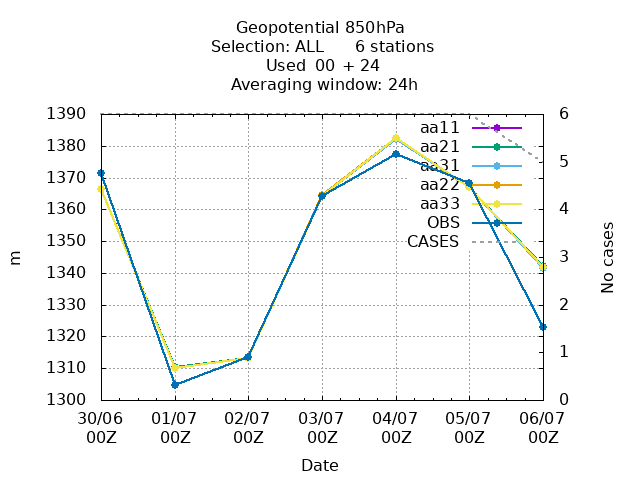 Geopotential 850hPa
Selection: ALL 6 stations
Used 00 + 24
Averaging window: 24h
1390
1380
1370
1360
1350
1340
1330
1320
1310
1300
m
6
5
4
3
2
1
0
No cases
aa11
aa21
aa31
aa22
aa33
OBS
CASES
30/06 01/07 02/07 03/07 04/07 05/07 06/07
00Z 00Z 00Z 00Z 00Z 00Z 00Z
Date